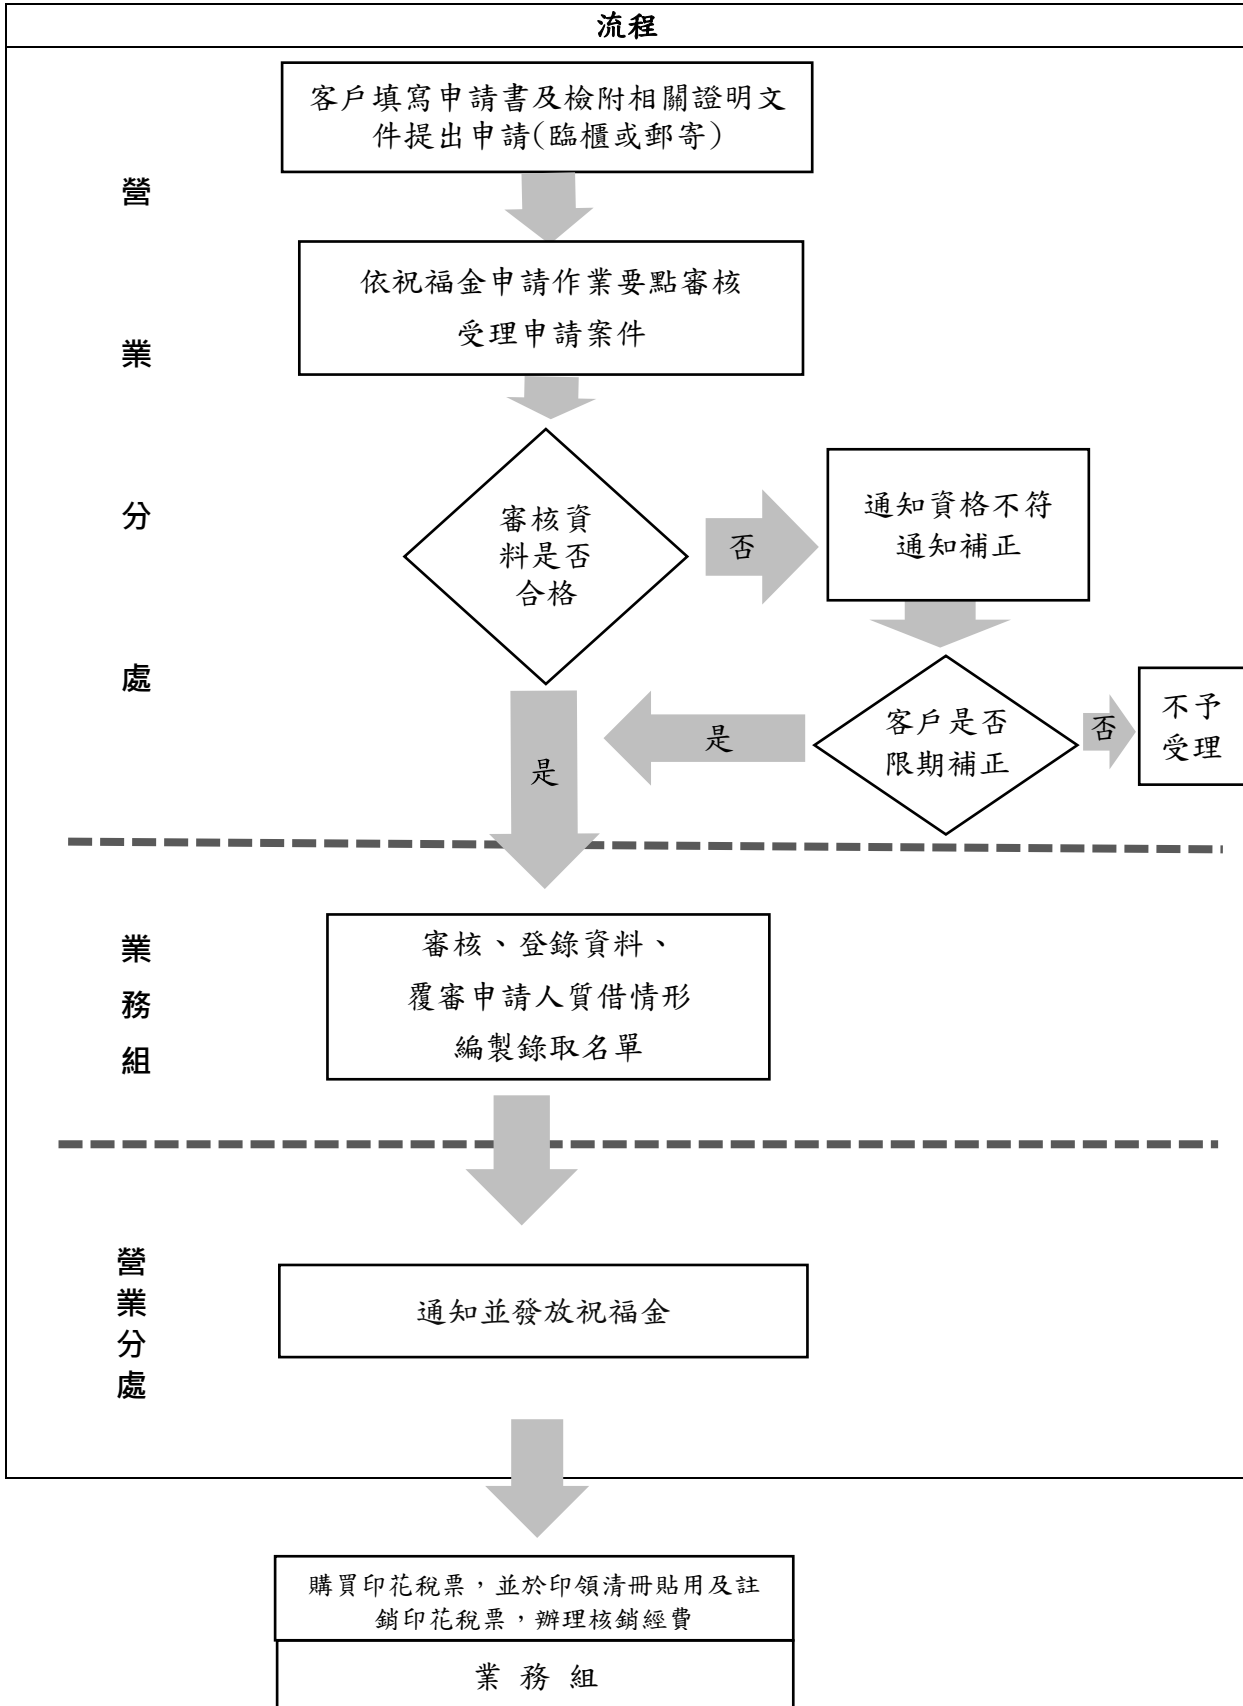 流程
客戶填寫申請書及檢附相關證明文
件提出申請(臨櫃或郵寄)
營
業
分
處
依祝福金申請作業要點審核
受理申請案件
審核資
料是否
合格
否
通知資格不符
通知補正
客戶是否
限期補正
否
不予
受理
是
是
業
務
組
審核、登錄資料、
覆審申請人質借情形
編製錄取名單
營
業
分
處
通知並發放祝福金
購買印花稅票，並於印領清冊貼用及註
銷印花稅票，辦理核銷經費
業 務 組